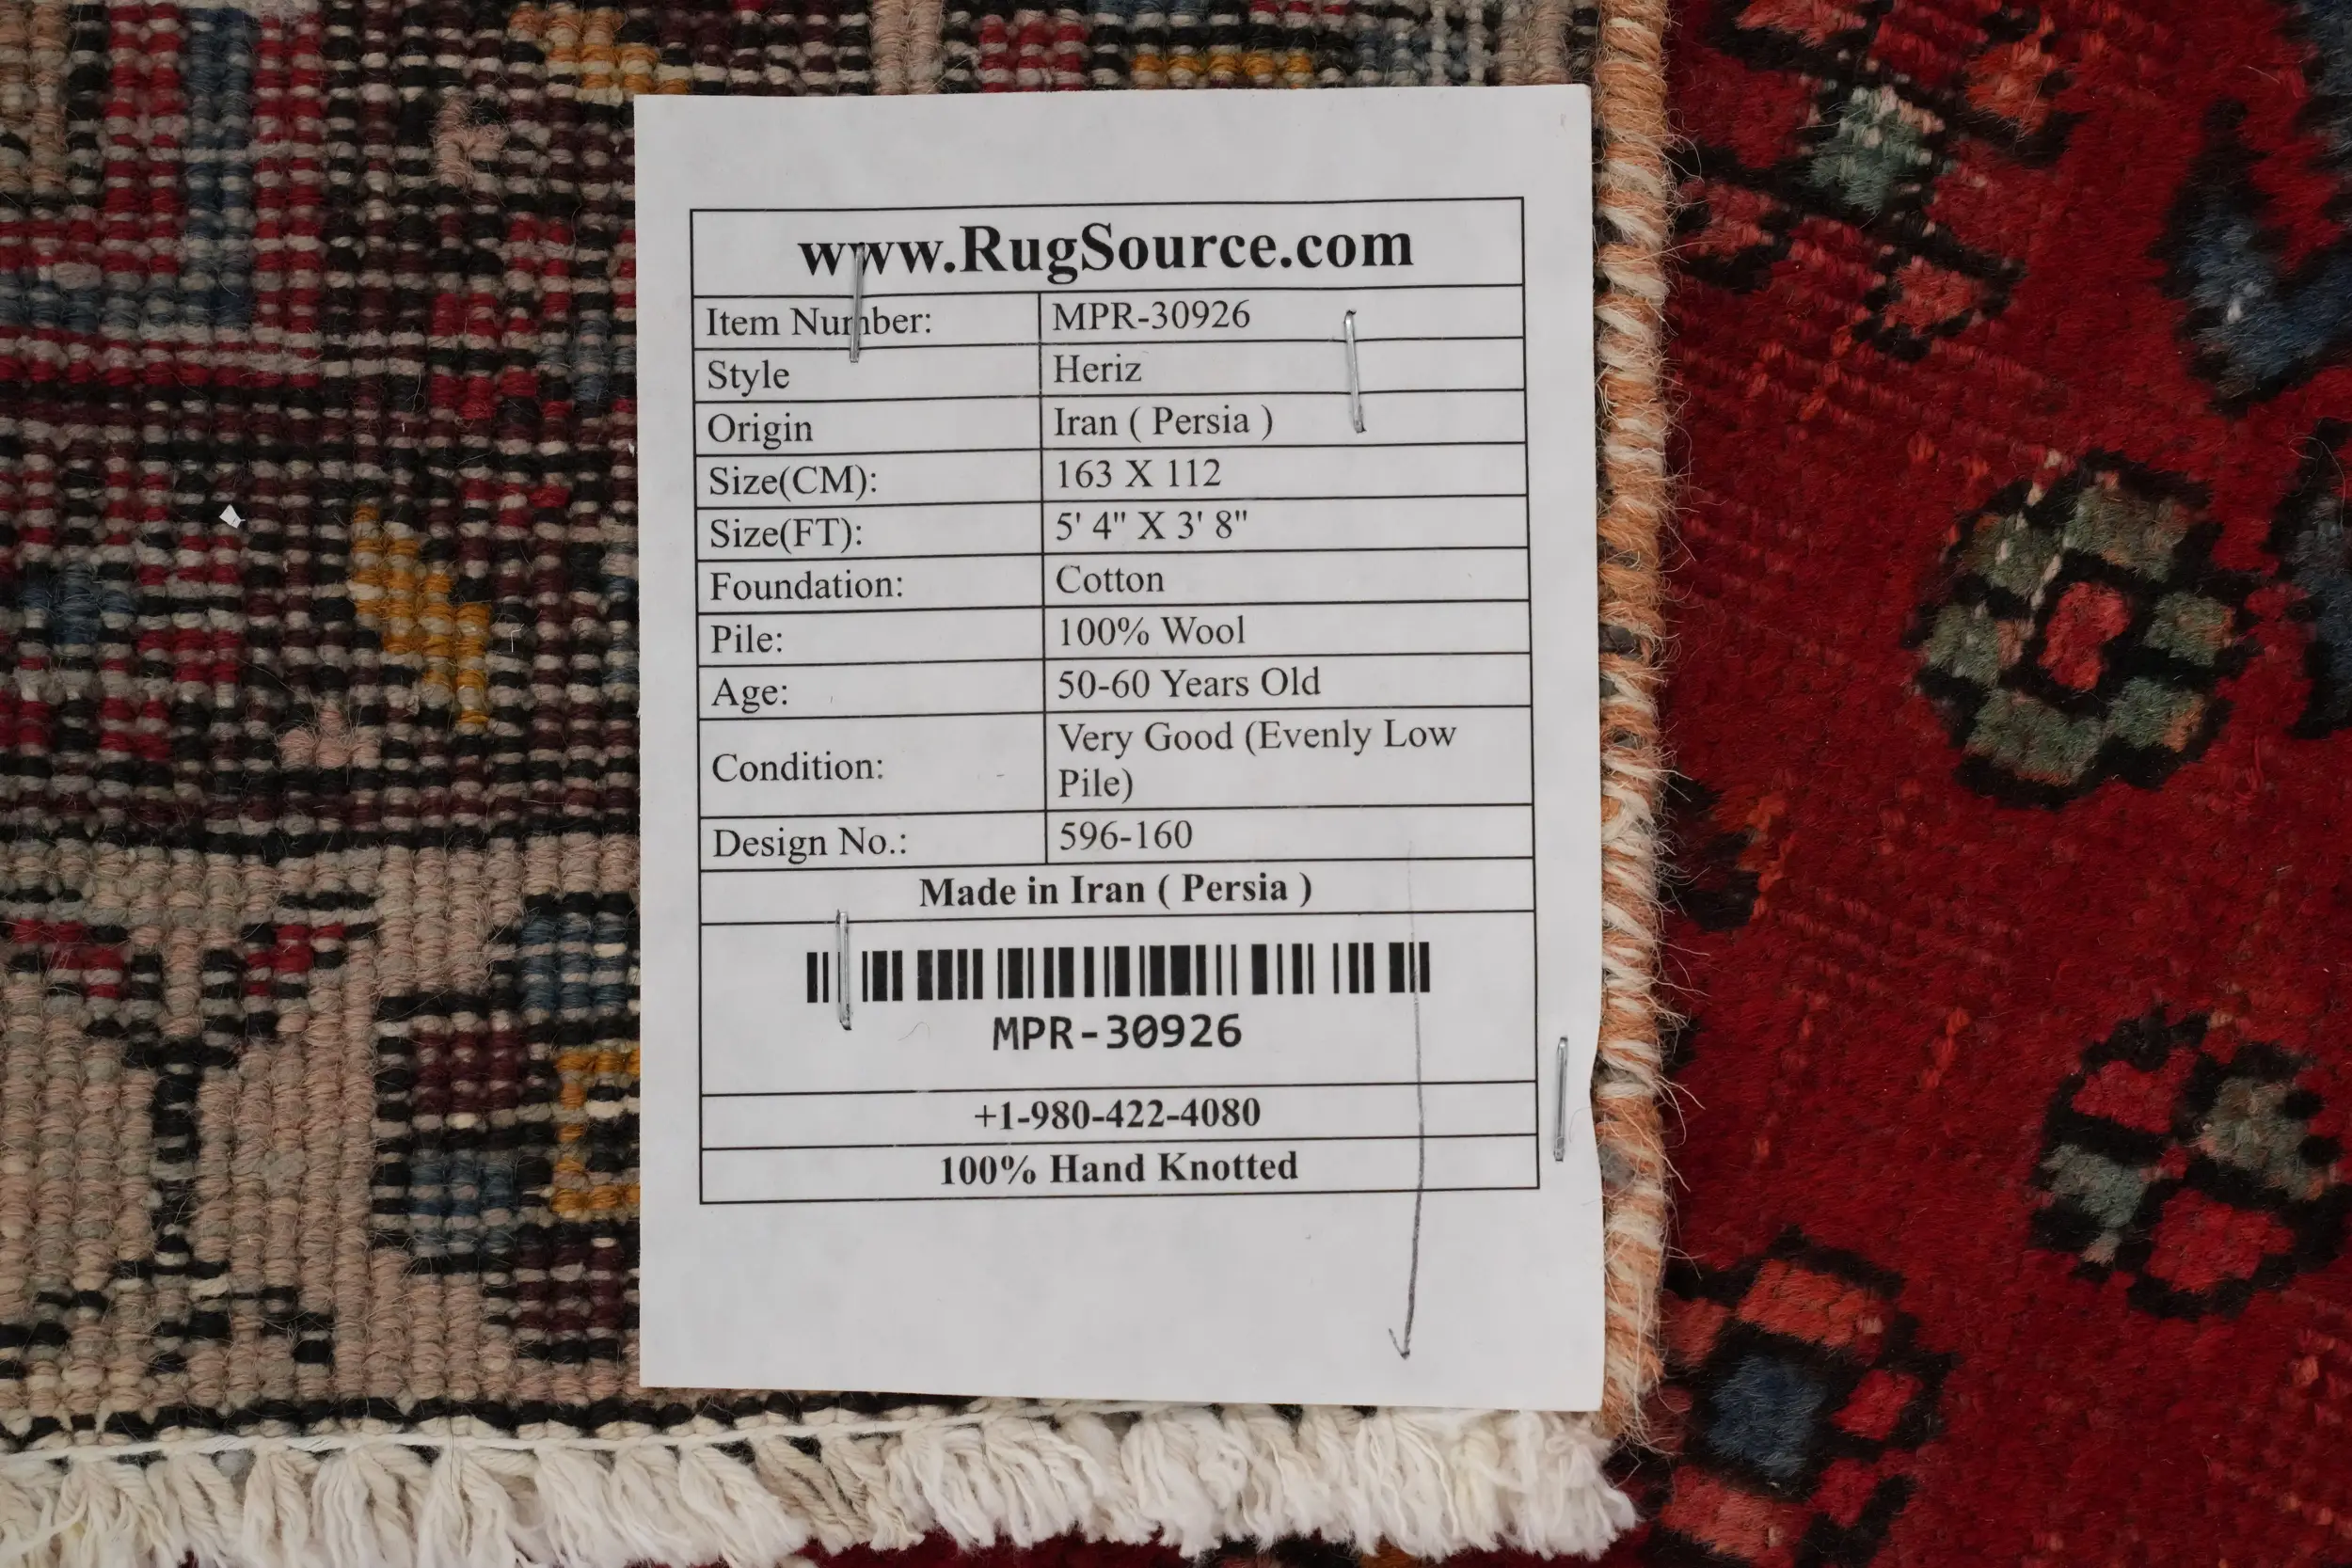 www.RugSource.com
Item Number: MPR-30926
Style Heriz
Origin Iran ( Persia )
Size(CM): 163 X 112
Size(FT): 5' 4" X 3' 8"
Foundation: Cotton
Pile: 100% Wool
Age: 50-60 Years Old
Condition: Very Good (Evenly Low
Pile)
Design No.: 596-160
Made in Iran ( Persia )
MPR-30926
+1-980-422-4080
100% Hand Knotted